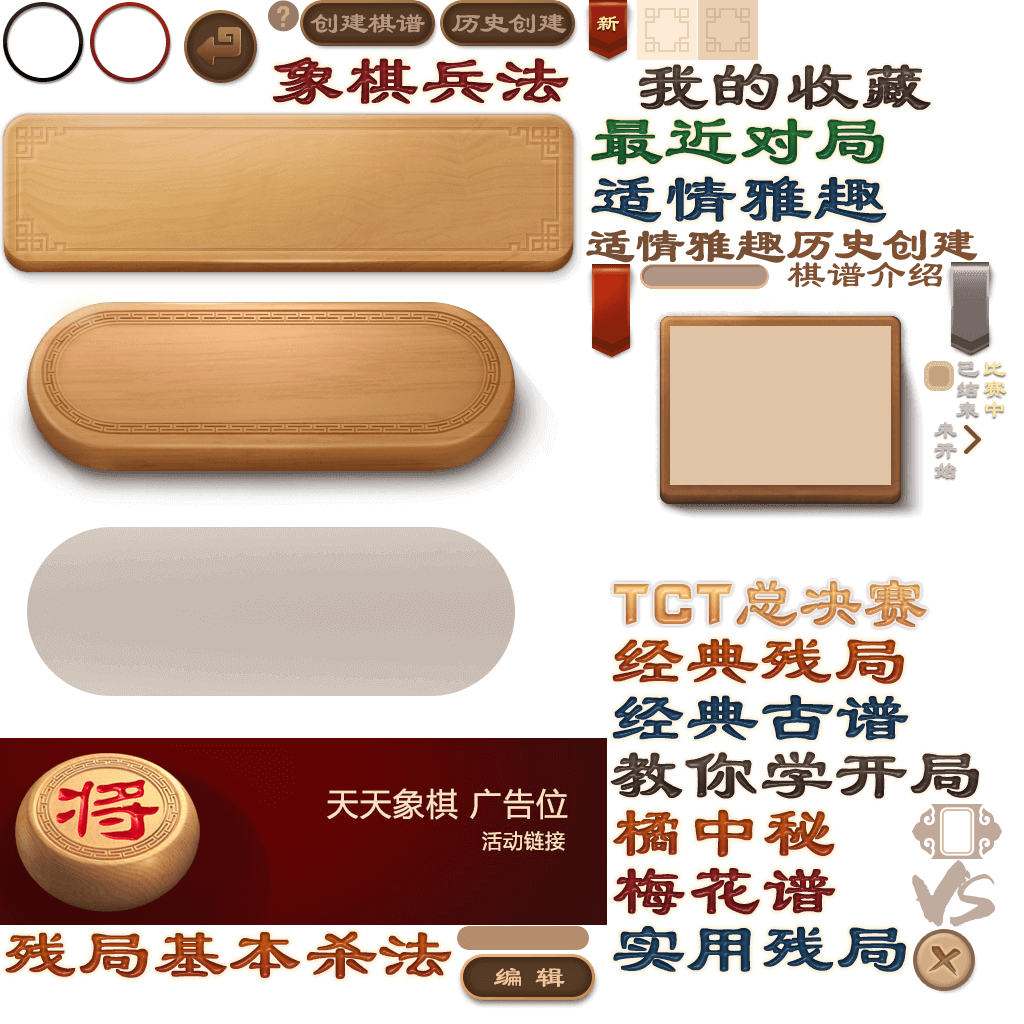 ?
创建棋谱
历史创建
新
象棋兵法
我的收藏
最近对局
适情雅趣
适情雅趣历史创建
棋谱介绍
已结束
比赛中
未开始
TCT总决赛
经典残局
经典古谱
教你学开局
将
天天象棋 广告位
活动链接
橘中秘
梅花谱
VS
残局基本杀法
实用残局
编辑